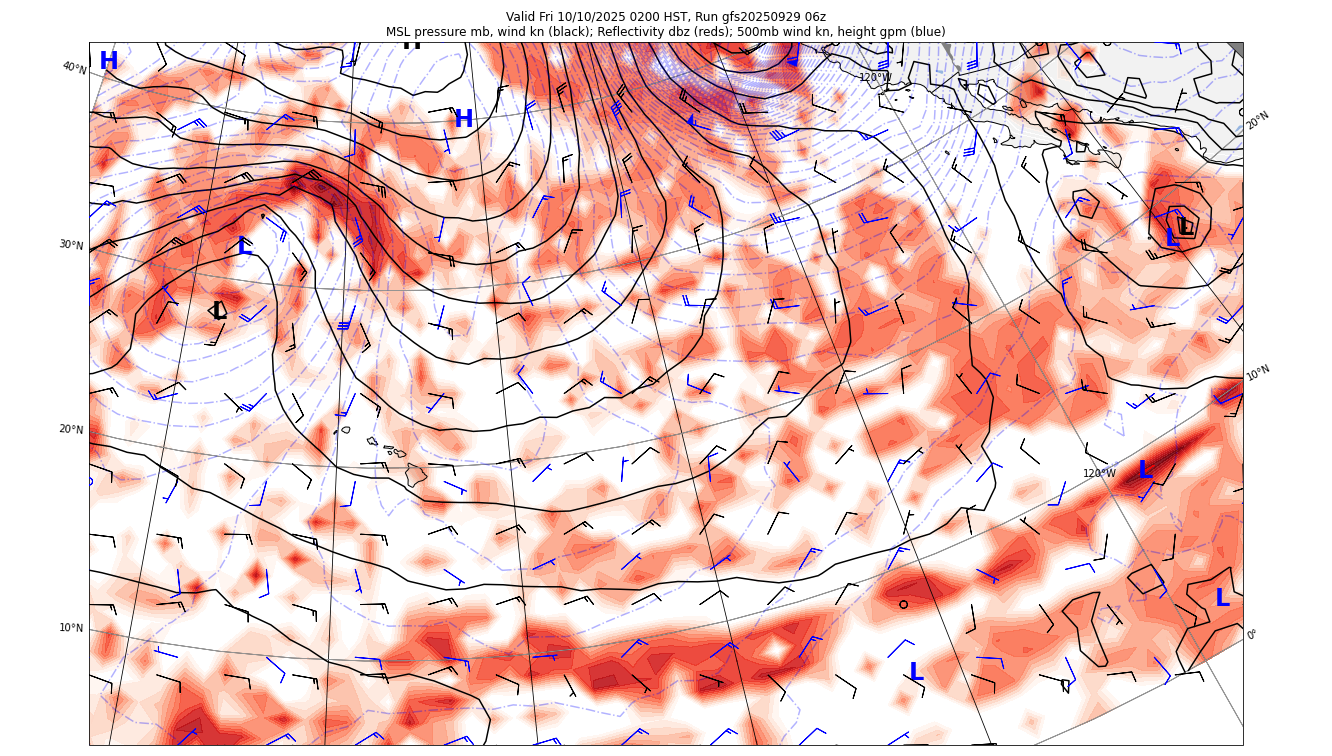 Valid Fri 10/10/2025 0200 HST, Run gfs20250929 06z
MSL pressure mb, wind kn (black); Reflectivity dbz (reds); 500mb wind kn, height gpm (blue)
H
H
40°N
120°W
H
20°N
30°N
L
L
L
L
10°N
20°N
120°W
L
L
10°N
0°
L